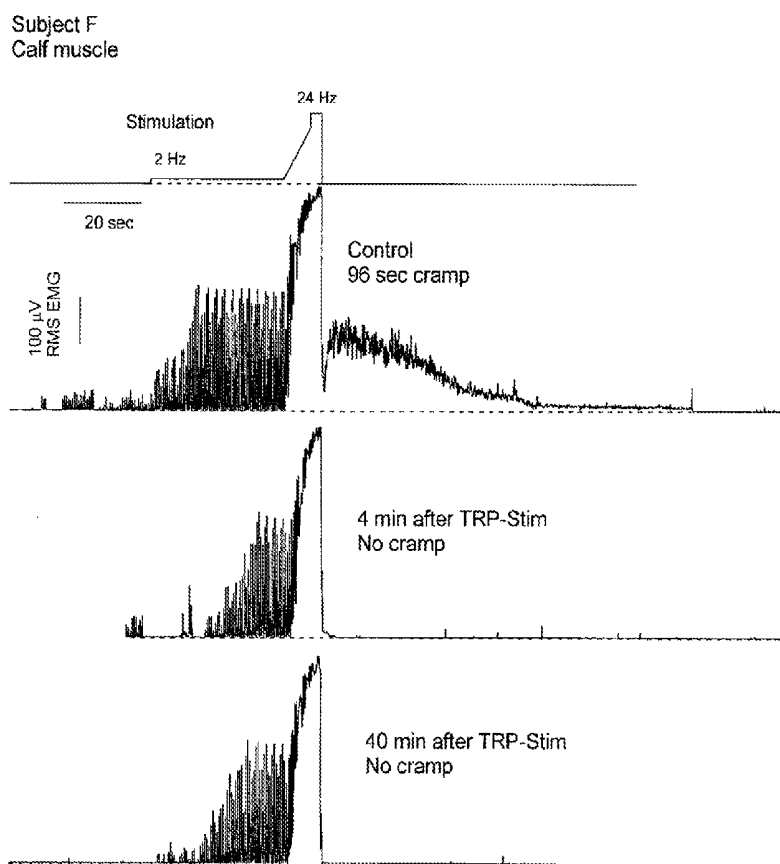 Subject F
Calf muscle
24 Hz
Stimulation
2 Hz
20 sec
Control
96 sec cramp
100 µV
RMS EMG
4 min after TRP-Stim
No cramp
40 min after TRP-Stim
No cramp